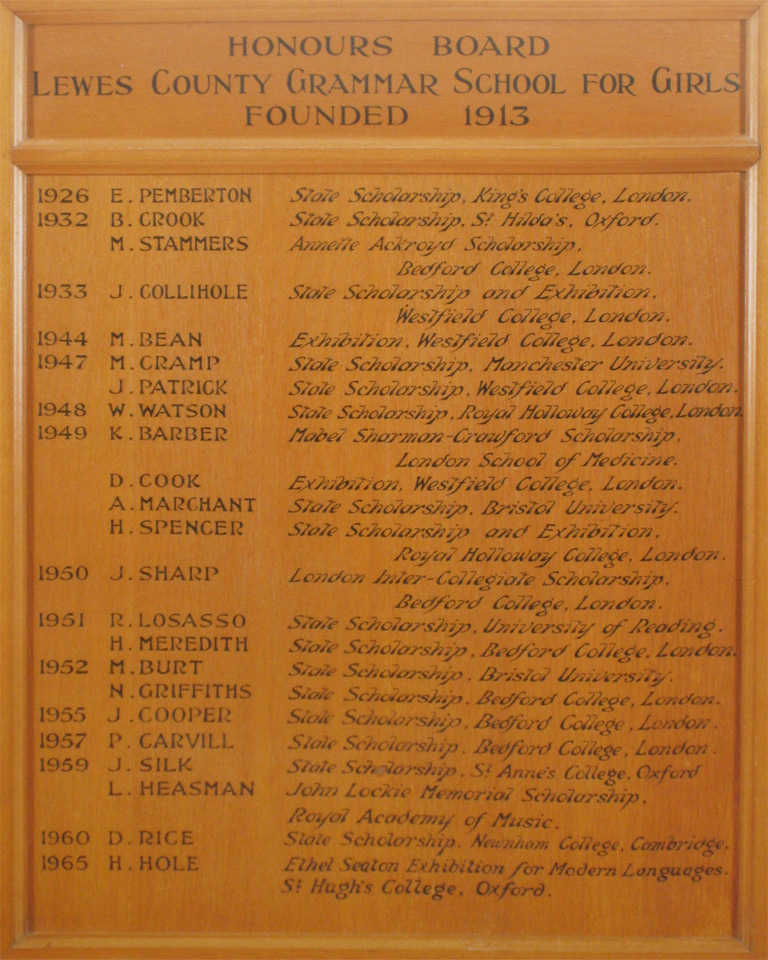 HONOURS BOARD
LEWES COUNTY GRAMMAR SCHOOL FOR GIRLS
FOUNDED 1913
1926 E. PEMBERTON State Scholarship, King's College, London.
1932 B. CROOK State Scholarship, St Hilda's, Oxford.
M. STAMMERS Annette Ackroyd Scholarship,
Bedford College, London.
1933 J. COLLIHOLE State Scholarship and Exhibition,
Westfield College, London.
1944 M. BEAN Exhibition, Westfield College, London.
1947 M. CRAMP State Scholarship, Manchester University.
J. PATRICK State Scholarship, Westfield College, London.
1948 W. WATSON State Scholarship, Royal Holloway College, London.
1949 K. BARBER Mabel Sharman-Crawford Scholarship,
London School of Medicine.
D. COOK Exhibition, Westfield College, London.
A. MARCHANT State Scholarship, Bristol University.
H. SPENCER State Scholarship and Exhibition,
Royal Holloway College, London.
1950 J. SHARP London Inter-Collegiate Scholarship,
Bedford College, London.
1951 R. LOSASSO State Scholarship, University of Reading.
H. MEREDITH State Scholarship, Bedford College, London.
1952 M. BURT State Scholarship, Bristol University.
N. GRIFFITHS State Scholarship, Bedford College, London.
1955 J. COOPER State Scholarship, Bedford College, London.
1957 P. CARVILL State Scholarship, Bedford College, London.
1959 J. SILK State Scholarship, St Anne's College, Oxford
L. HEASMAN John Lockie Memorial Scholarship,
Royal Academy of Music.
1960 D. RICE State Scholarship, Newnham College, Cambridge.
1965 H. HOLE Ethel Seaton Exhibition for Modern Languages.
St Hugh's College, Oxford.